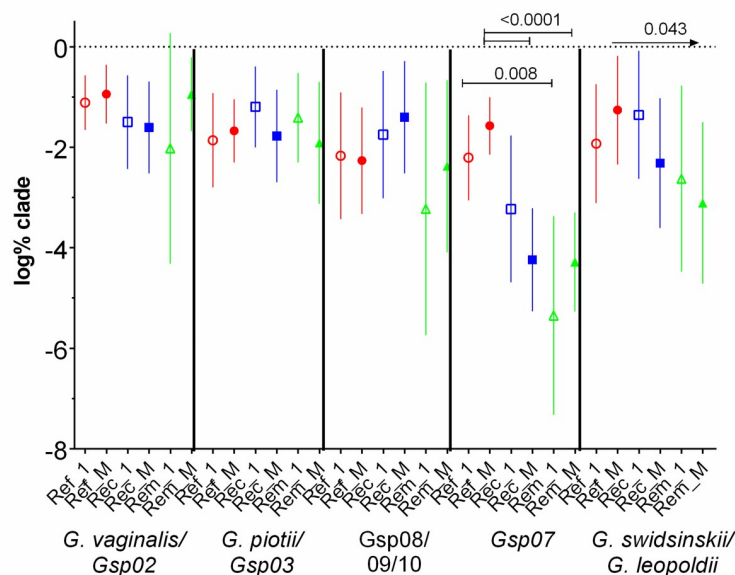 <0.0001
0.043
0.008
log% clade
0
-2
-4
-6
-8
Ref_1 Ref_M Rec_1 Rec_M Rem_1 Rem_M Ref_1 Ref_M Rec_1 Rec_M Rem_1 Rem_M Ref_1 Ref_M Rec_1 Rec_M Rem_1 Rem_M Ref_1 Ref_M Rec_1 Rec_M Rem_1 Rem_M Ref_1 Ref_M Rec_1 Rec_M Rem_1 Rem_M
G. vaginalis/
Gsp02
G. piotii/
Gsp03
Gsp08/
09/10
Gsp07
G. swidsinskii/
G. leopoldii